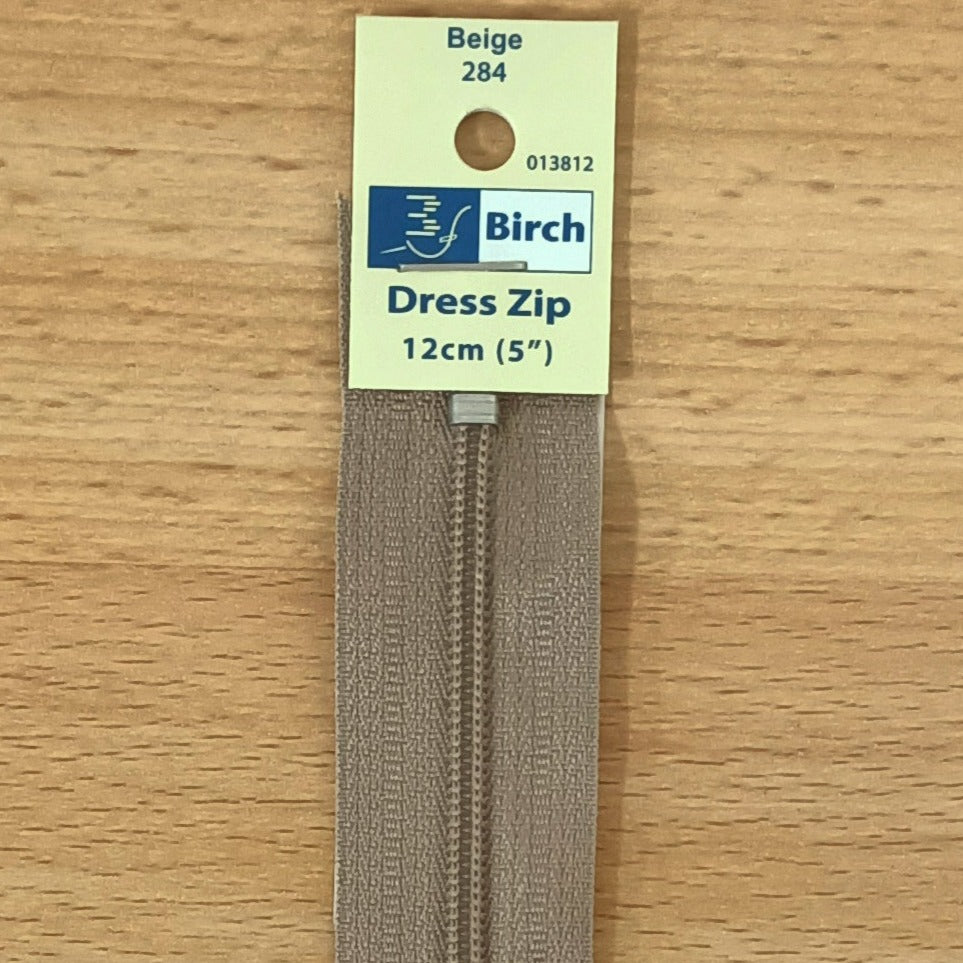 Beige
284
013812
Birch
Dress Zip
12cm (5”)